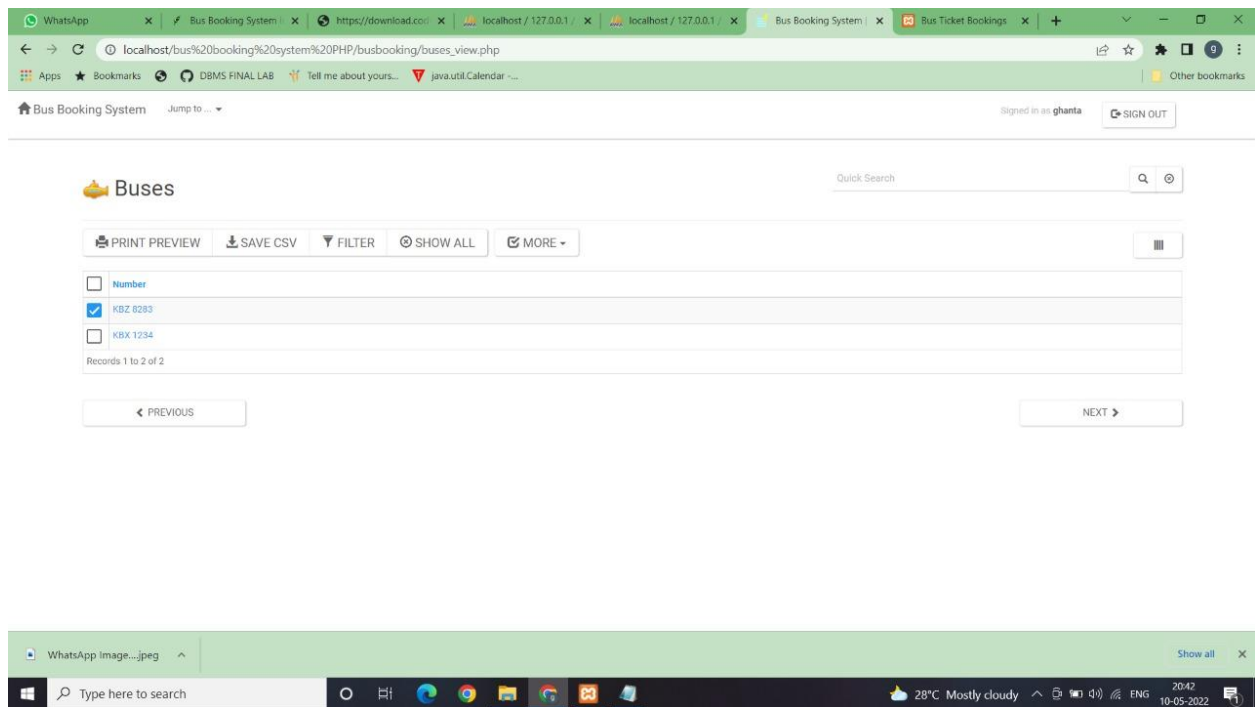 WhatsApp
Bus Booking System I
https://download.cod
localhost / 127.0.0.1 /
localhost / 127.0.0.1 /
Bus Booking System |
Bus Ticket Bookings
localhost/bus%20booking%20system%20PHP/busbooking/buses_view.php
g
Apps
Bookmarks
DBMS FINAL LAB
Tell me about yours...
java.util.Calendar -...
Other bookmarks
Bus Booking System
Jump to ...
Signed in as ghanta
SIGN OUT
Buses
Quick Search
PRINT PREVIEW
SAVE CSV
FILTER
SHOW ALL
MORE
Number
KBZ 8283
KBX 1234
Records 1 to 2 of 2
PREVIOUS
NEXT
WhatsApp Image....jpeg
Show all
Type here to search
28°C Mostly cloudy
ENG
20:42
10-05-2022
1